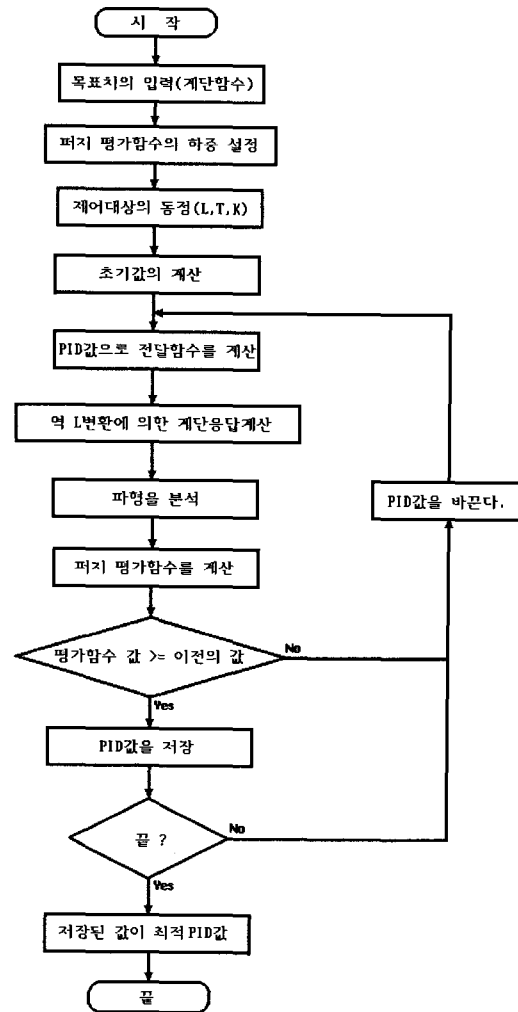 시 작
목표치의 입력(계단함수)
퍼지 평가함수의 하중 설정
제어대상의 동정(L,T,K)
초기값의 계산
PID값으로 전달함수를 계산
역 L변환에 의한 계단응답계산
파형을 분석
PID값을 바꾼다.
퍼지 평가함수를 계산
평가함수 값 >= 이전의 값
No
Yes
PID값을 저장
끝 ?
No
Yes
저장된 값이 최적PID값
끝